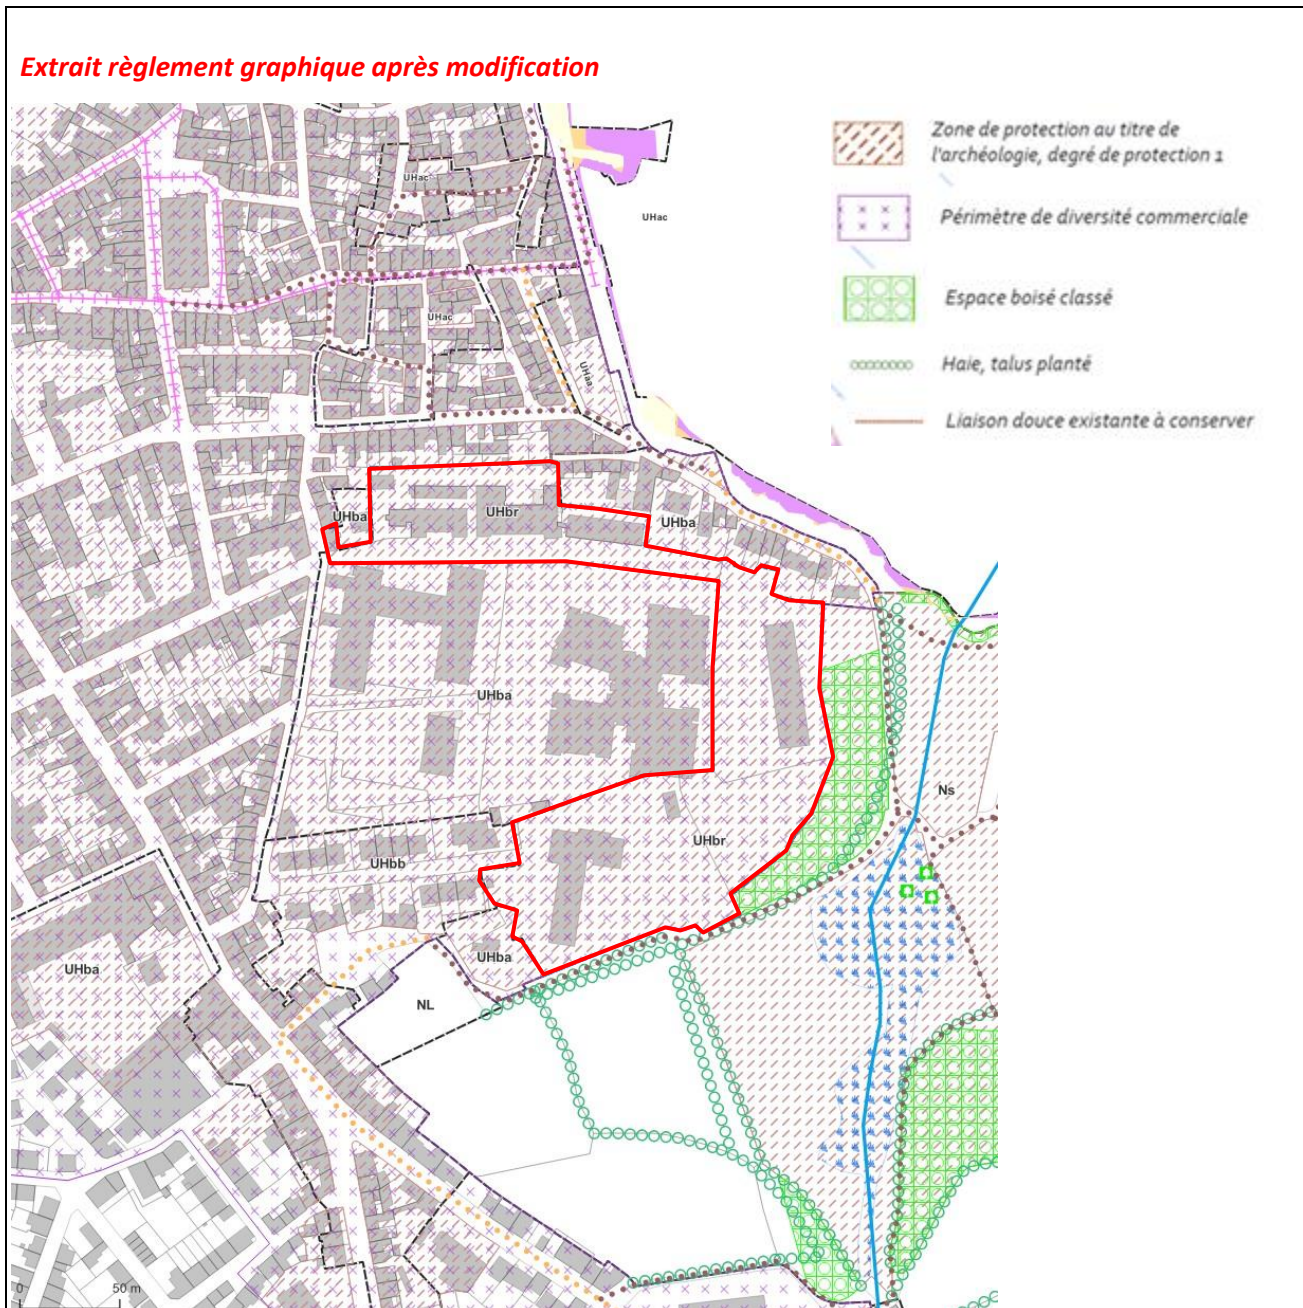 Extrait règlement graphique après modification
Zone de protection au titre de
l'archéologie, degré de protection 1
Périmètre de diversité commerciale
Espace boisé classé
Haie, talus planté
Liaison douce existante à conserver
UHac
UHac
UHac
UHaa
UHba
UHbr
UHba
UHba
Ns
UHbr
UHbb
UHba
UHba
NL
0
50 m